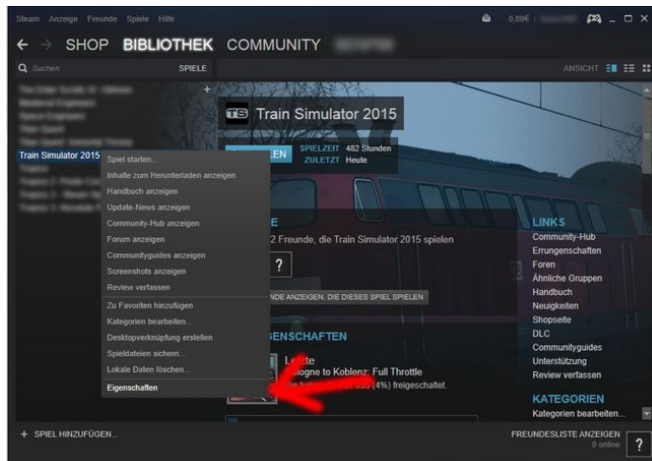 Steam Anzeige Freunde Spiele Hilfe
0,89€
SHOP BIBLIOTHEK COMMUNITY
Suchen SPIELE
ANSICHT
TS Train Simulator 2015
SPIELZEIT 482 Stunden
ZULETZT Heute
Train Simulator 2015
Spiel starten...
Inhalte zum Herunterladen anzeigen
Handbuch anzeigen
Update-News anzeigen
Community-Hub anzeigen
Forum anzeigen
Communityguides anzeigen
Screenshots anzeigen
Review verfassen
Zu Favoriten hinzufügen
Kategorien bearbeiten...
Desktopverknüpfung erstellen
Spieldateien sichern...
Lokale Daten löschen...
Eigenschaften
2 Freunde, die Train Simulator 2015 spielen
?
ANZEIGEN, DIE DIESES SPIEL SPIELEN
to Koblenz: Full Throttle
(4%) freigeschaltet.
LINKS
Community-Hub
Errungenschaften
Foren
Ähnliche Gruppen
Handbuch
Neuigkeiten
Shopseite
DLC
Communityguides
Unterstützung
Review verfassen
KATEGORIEN
Kategorien bearbeiten...
+ SPIEL HINZUFÜGEN...
FREUNDESLISTE ANZEIGEN
0 online
?